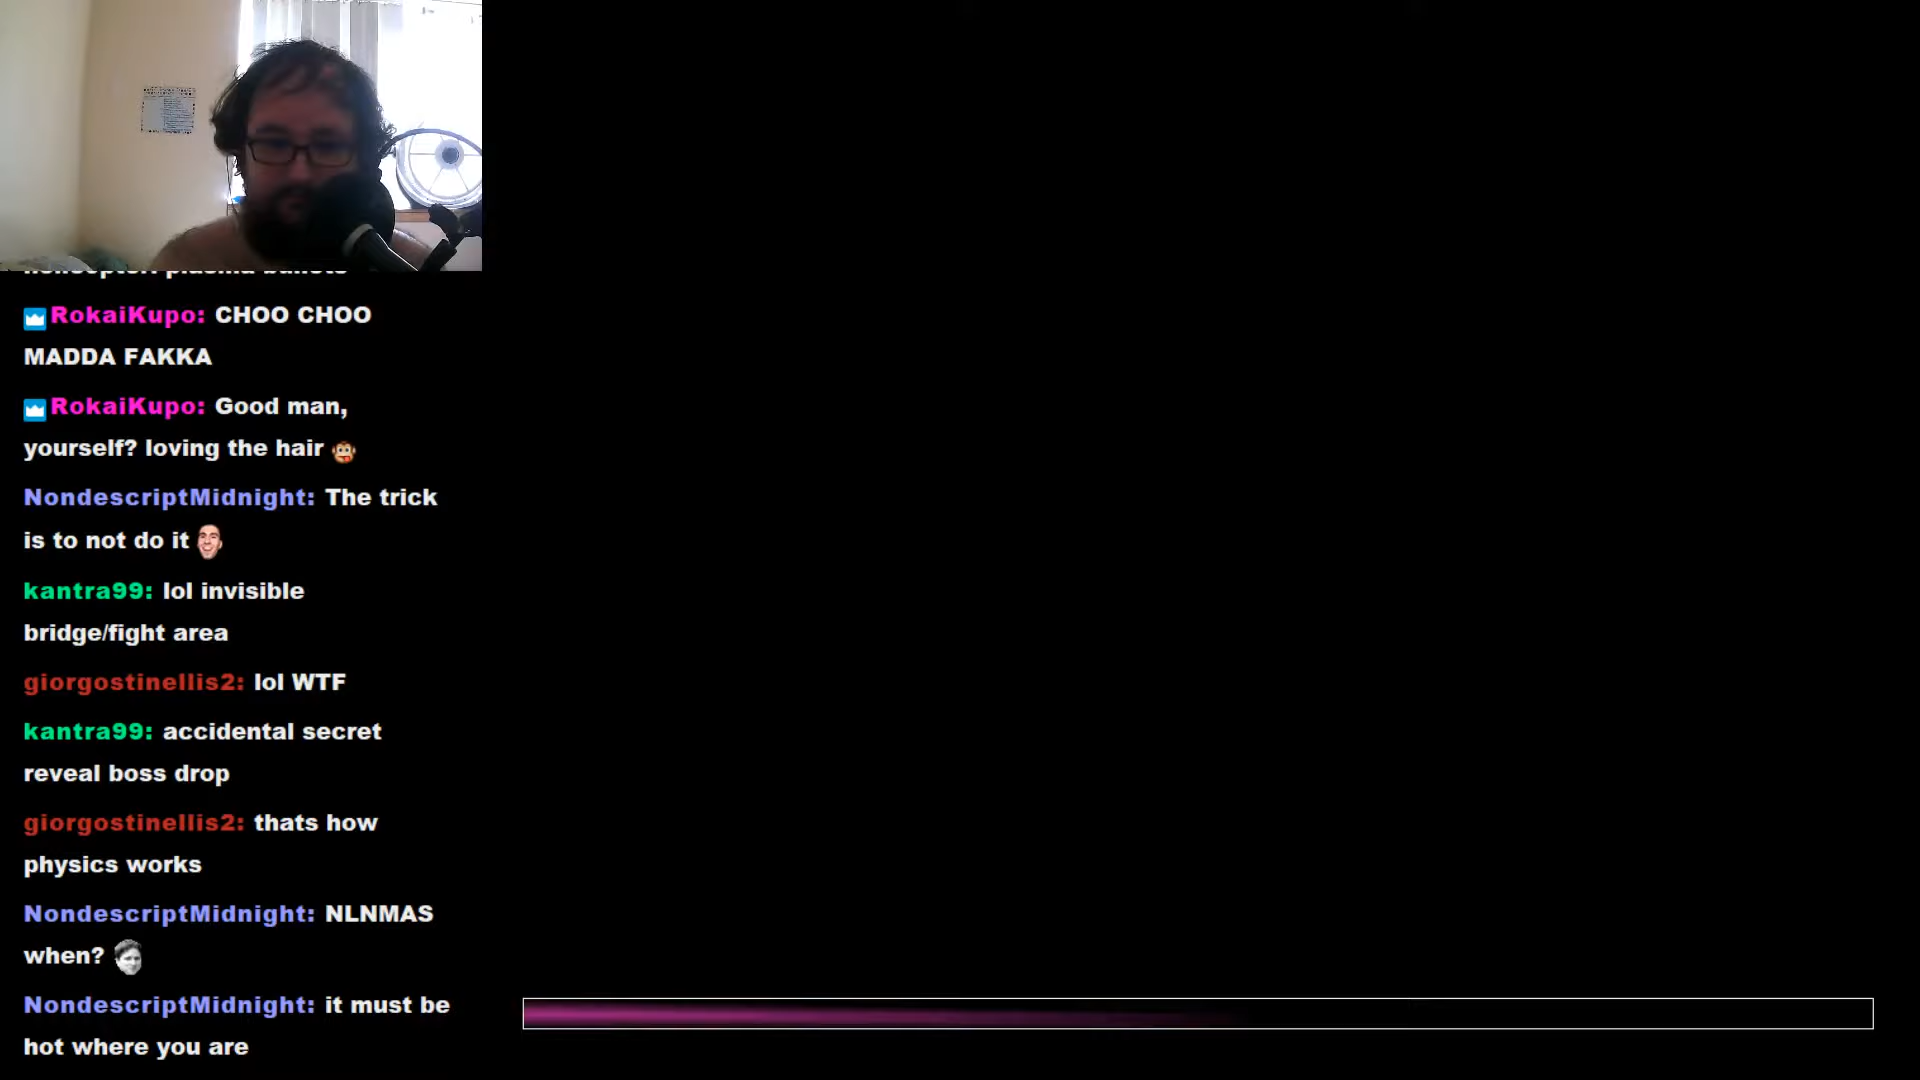 RokaiKupo: CHOO CHOO
MADDA FAKKA
RokaiKupo: Good man,
yourself? loving the hair
NondescriptMidnight: The trick
is to not do it
kantra99: lol invisible
bridge/fight area
giorgostinellis2: lol WTF
kantra99: accidental secret
reveal boss drop
giorgostinellis2: thats how
physics works
NondescriptMidnight: NLNMAS
when?
NondescriptMidnight: it must be
hot where you are